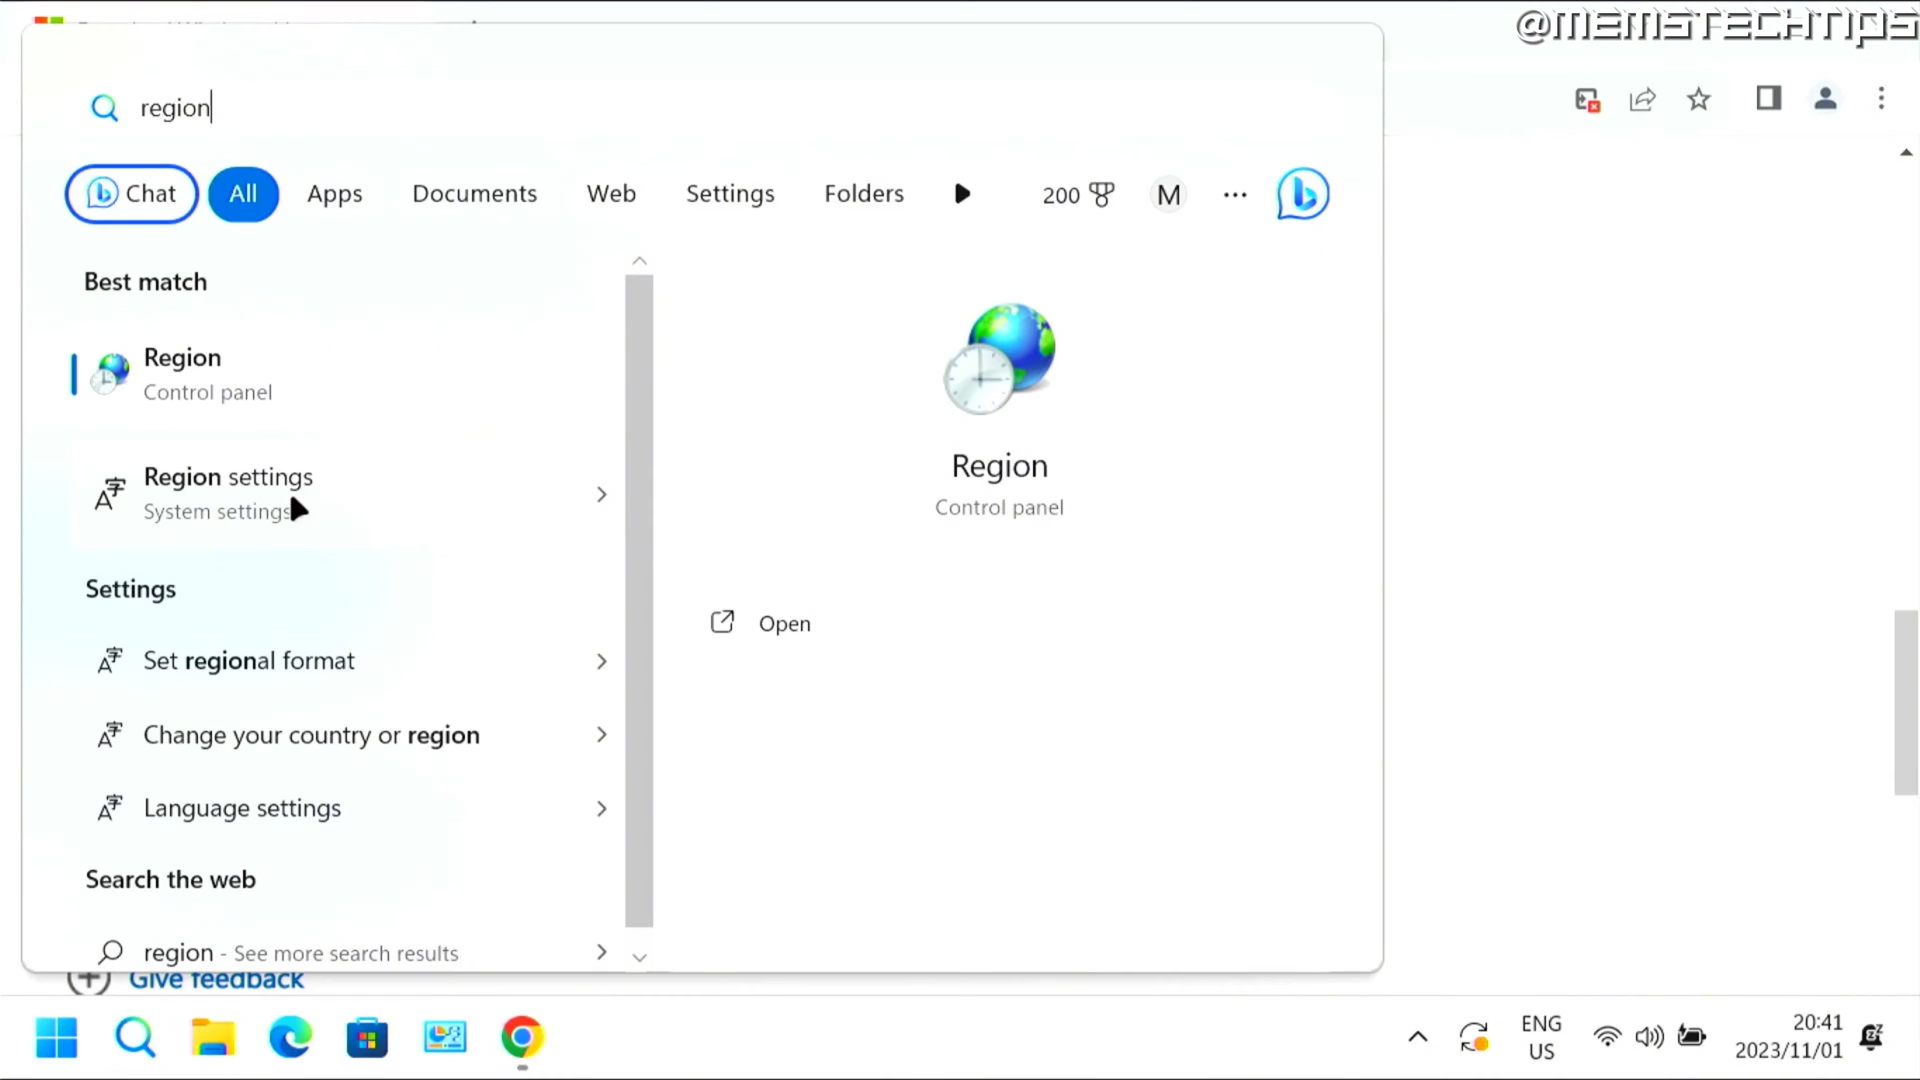 @MEMSTECHTIPS
region
Chat
All
Apps
Documents
Web
Settings
Folders
200
M
Best match
Region
Control panel
Region settings
System settings
Settings
Set regional format
Change your country or region
Language settings
Search the web
region - See more search results
Region
Control panel
Open
Give feedback
ENG
US
20:41
2023/11/01